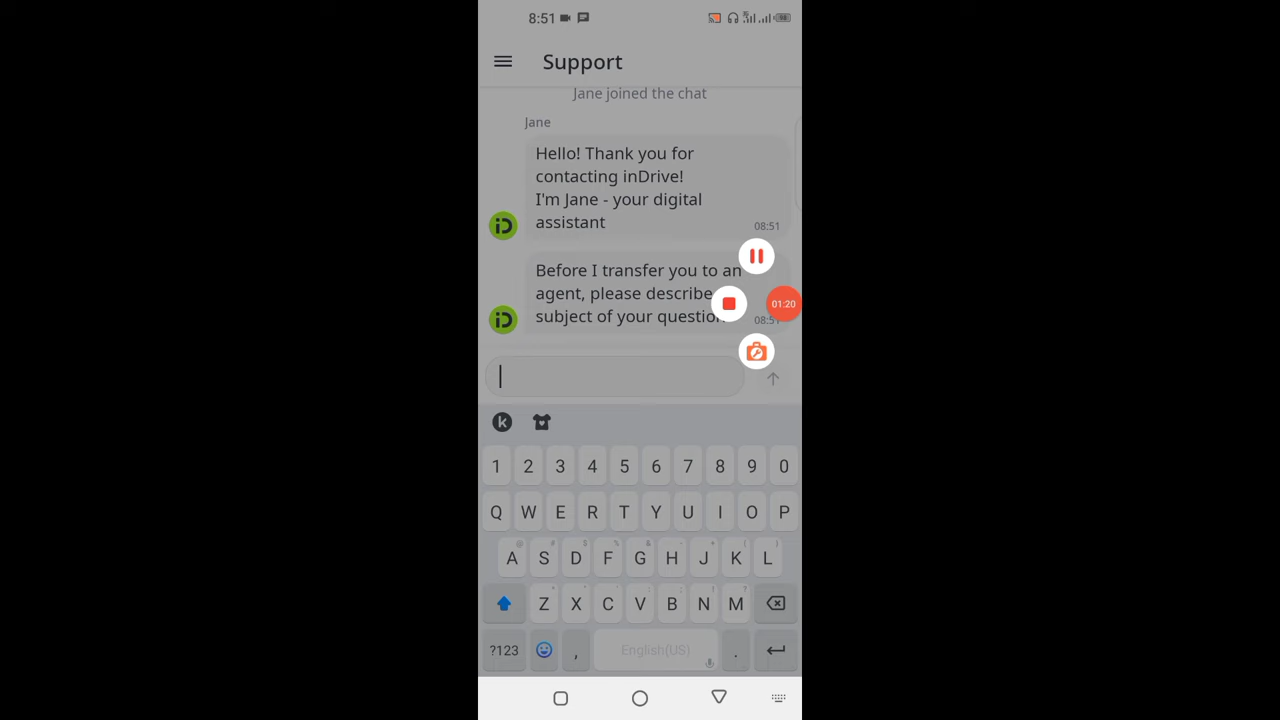 8:51
Support
Jane joined the chat
Jane
Hello! Thank you for
contacting inDrive!
I'm Jane - your digital
assistant
08:51
Before I transfer you to an
agent, please describe
subject of your question
08:51
01:20
1 2 3 4 5 6 7 8 9 0
Q W E R T Y U I O P
A S D F G H J K L
Z X C V B N M
?123 , English(US) .